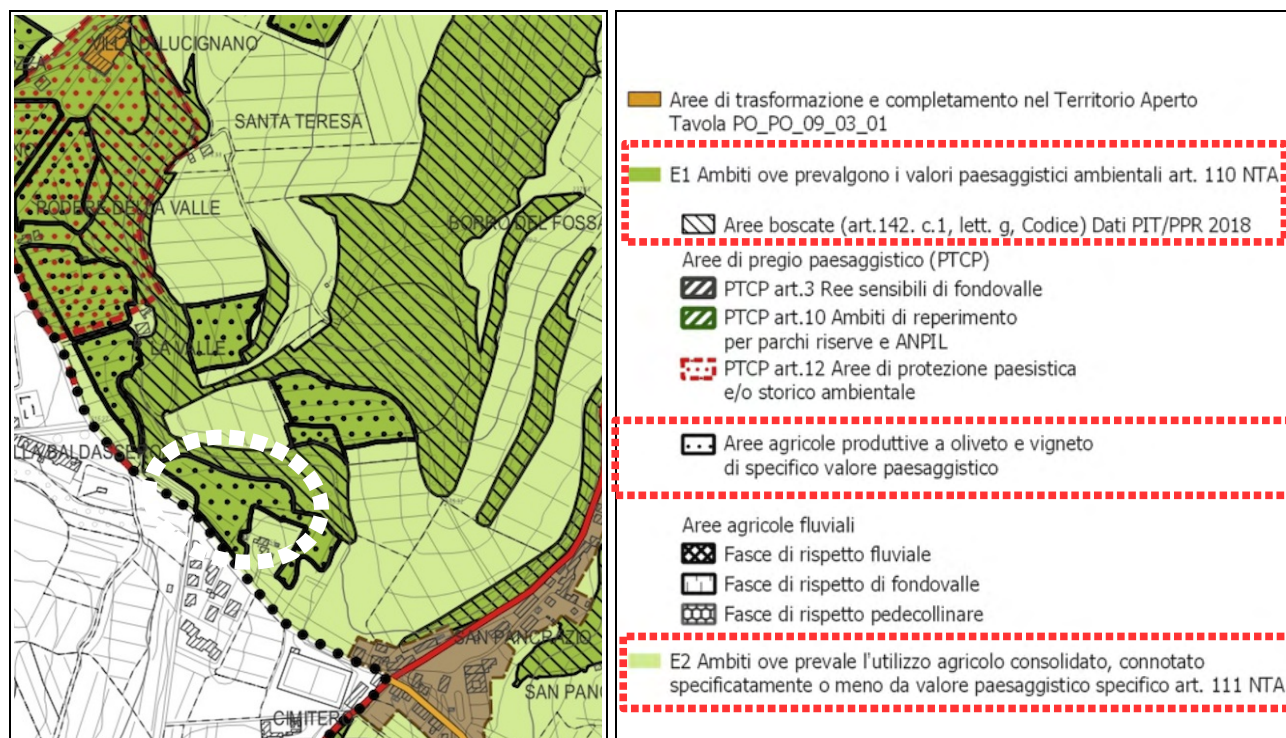 VILLA DI LUCIGNANO
SANTA TERESA
PODERE DELLA VALLE
BORRO DEL FOSSA
LA VALLE
LLA BALDASSERO
SAN PANCRAZIO
SAN PANC
CIMITERO
Aree di trasformazione e completamento nel Territorio Aperto
Tavola PO_PO_09_03_01
E1 Ambiti ove prevalgono i valori paesaggistici ambientali art. 110 NTA
Aree boscate (art.142. c.1, lett. g, Codice) Dati PIT/PPR 2018
Aree di pregio paesaggistico (PTCP)
PTCP art.3 Ree sensibili di fondovalle
PTCP art.10 Ambiti di reperimento
per parchi riserve e ANPIL
PTCP art.12 Aree di protezione paesistica
e/o storico ambientale
Aree agricole produttive a oliveto e vigneto
di specifico valore paesaggistico
Aree agricole fluviali
Fasce di rispetto fluviale
Fasce di rispetto di fondovalle
Fasce di rispetto pedecollinare
E2 Ambiti ove prevale l'utilizzo agricolo consolidato, connotato
specificatamente o meno da valore paesaggistico specifico art. 111 NTA